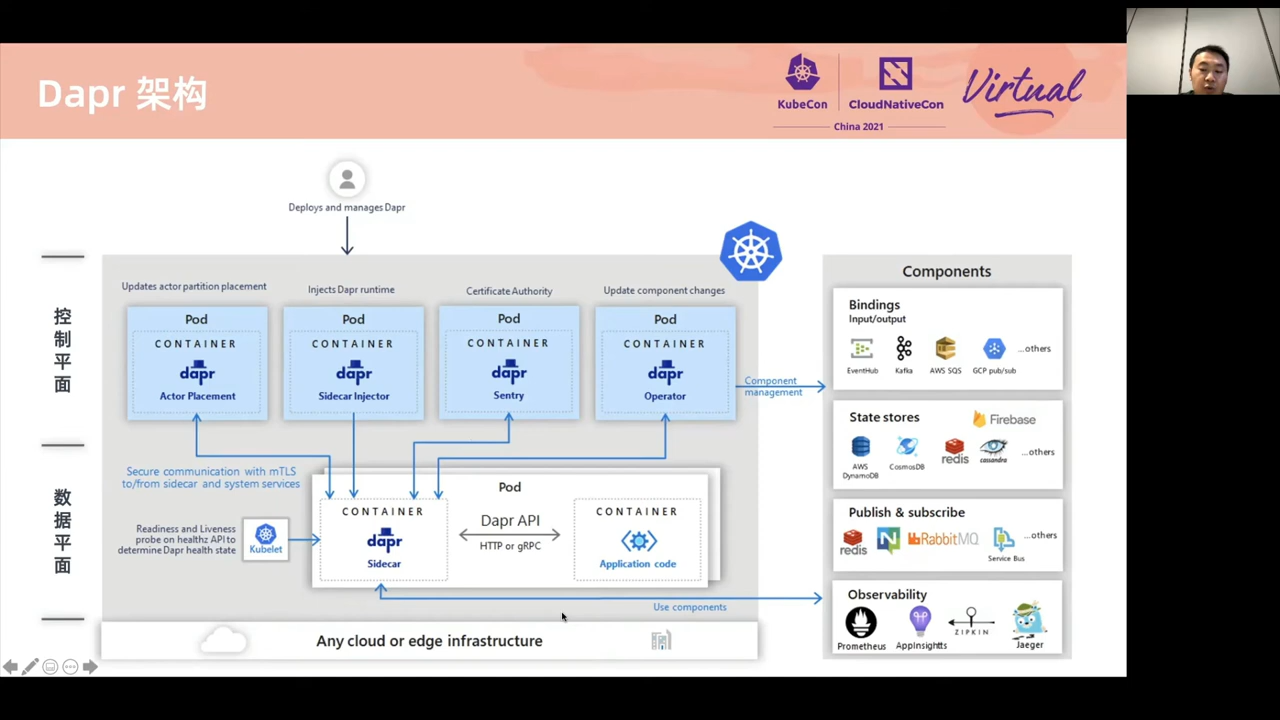 Dapr 架构
KubeCon
CloudNativeCon
Virtual
China 2021
Deploys and manages Dapr
控制平面
数据平面
Updates actor partition placement
Injects Dapr runtime
Certificate Authority
Update component changes
Pod
CONTAINER
dapr
Actor Placement
Pod
CONTAINER
dapr
Sidecar Injector
Pod
CONTAINER
dapr
Sentry
Pod
CONTAINER
dapr
Operator
Component
management
Secure communication with mTLS
to/from sidecar and system services
Readiness and Liveness
probe on healthz API to
determine Dapr health state
Kubelet
Pod
CONTAINER
dapr
Sidecar
Dapr API
HTTP or gRPC
CONTAINER
Application code
Use components
Any cloud or edge infrastructure
Components
Bindings
Input/output
EventHub
Kafka
AWS SQS
GCP pub/sub
...others
State stores
Firebase
AWS
DynamoDB
CosmosDB
redis
cassandra
...others
Publish & subscribe
redis
RabbitMQ
Service Bus
...others
Observability
Prometheus
AppInsightts
ZIPKIN
Jaeger